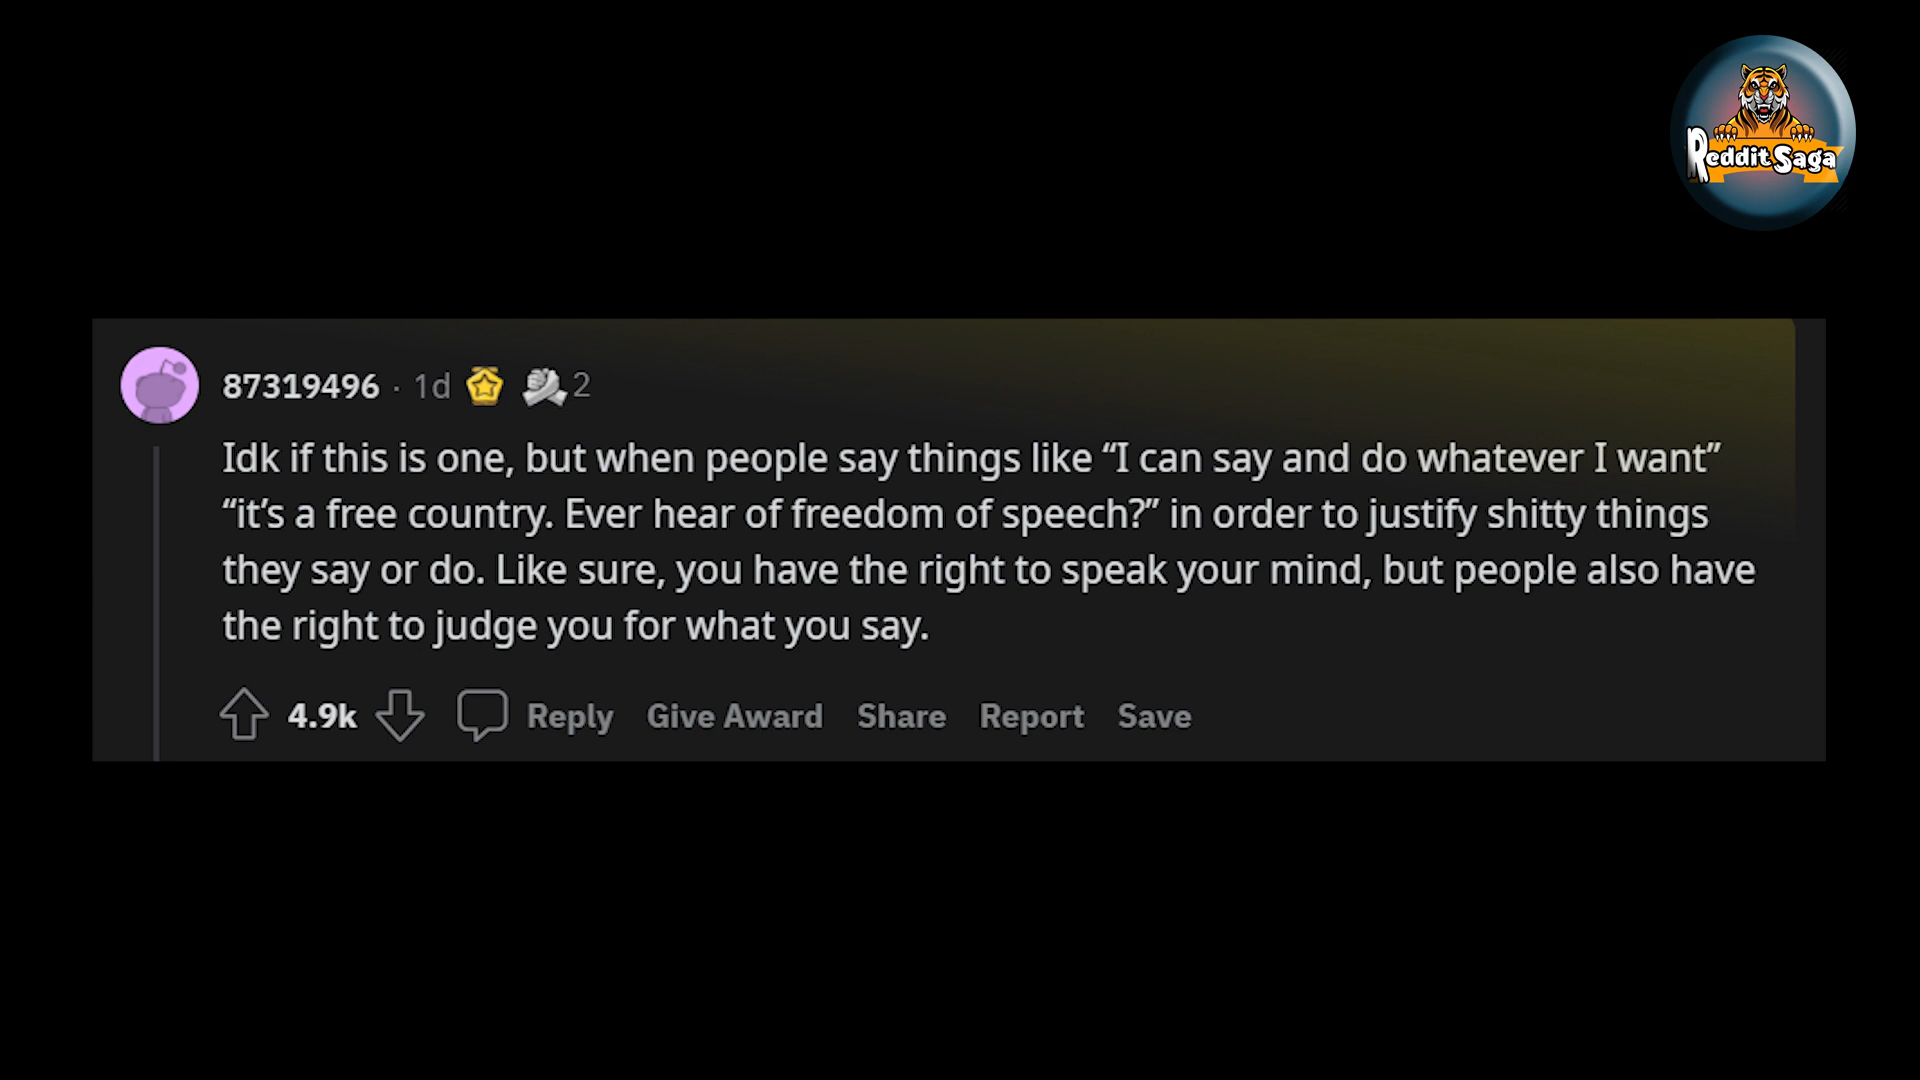 Reddit Saga
87319496 · 1d 2
Idk if this is one, but when people say things like “I can say and do whatever I want”
“it’s a free country. Ever hear of freedom of speech?” in order to justify shitty things
they say or do. Like sure, you have the right to speak your mind, but people also have
the right to judge you for what you say.
4.9k Reply Give Award Share Report Save